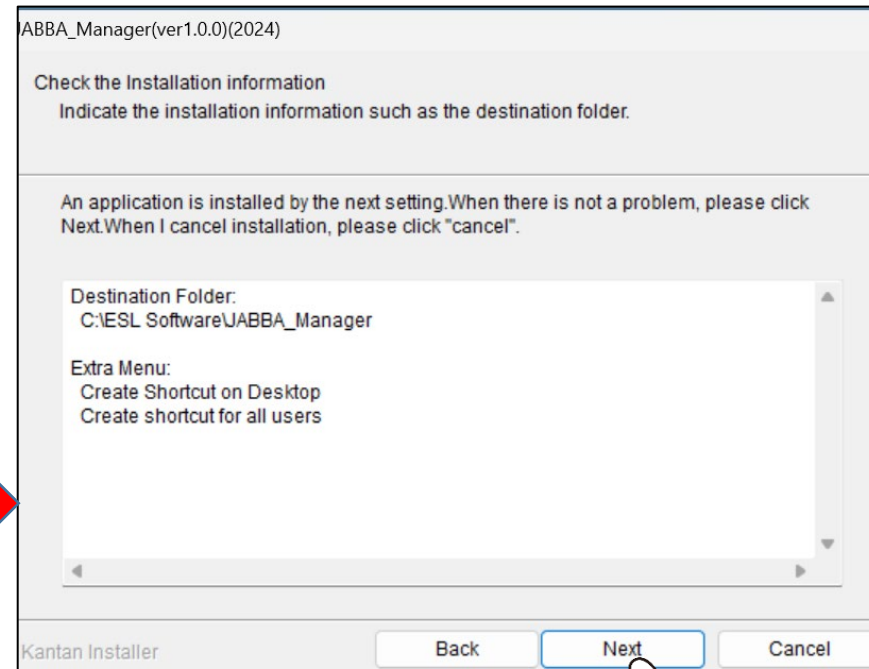 JABBA_Manager(ver1.0.0)(2024)
Check the Installation information
Indicate the installation information such as the destination folder.
An application is installed by the next setting.When there is not a problem, please click
Next.When I cancel installation, please click "cancel".
Destination Folder:
C:\ESL Software\JABBA_Manager
Extra Menu:
Create Shortcut on Desktop
Create shortcut for all users
Kantan Installer
Back
Next
Cancel